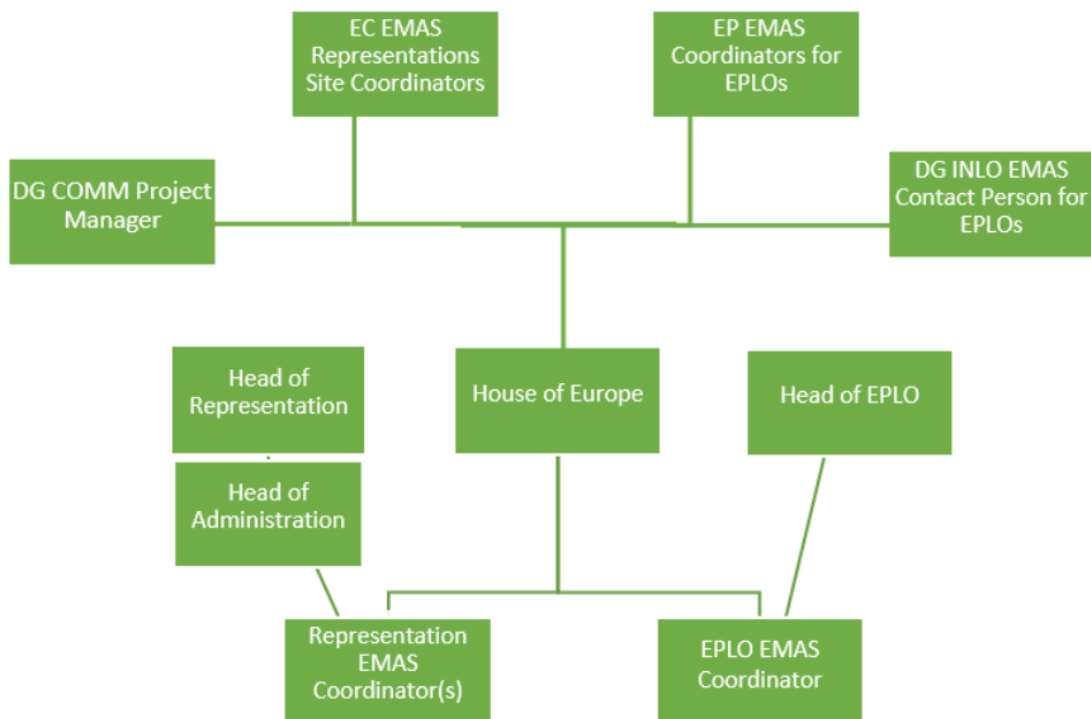 EC EMAS
Representations
Site Coordinators
EP EMAS
Coordinators for
EPLOs
DG COMM Project
Manager
DG INLO EMAS
Contact Person for
EPLOs
Head of
Representation
House of Europe
Head of EPLO
Head of
Administration
Representation
EMAS
Coordinator(s)
EPLO EMAS
Coordinator